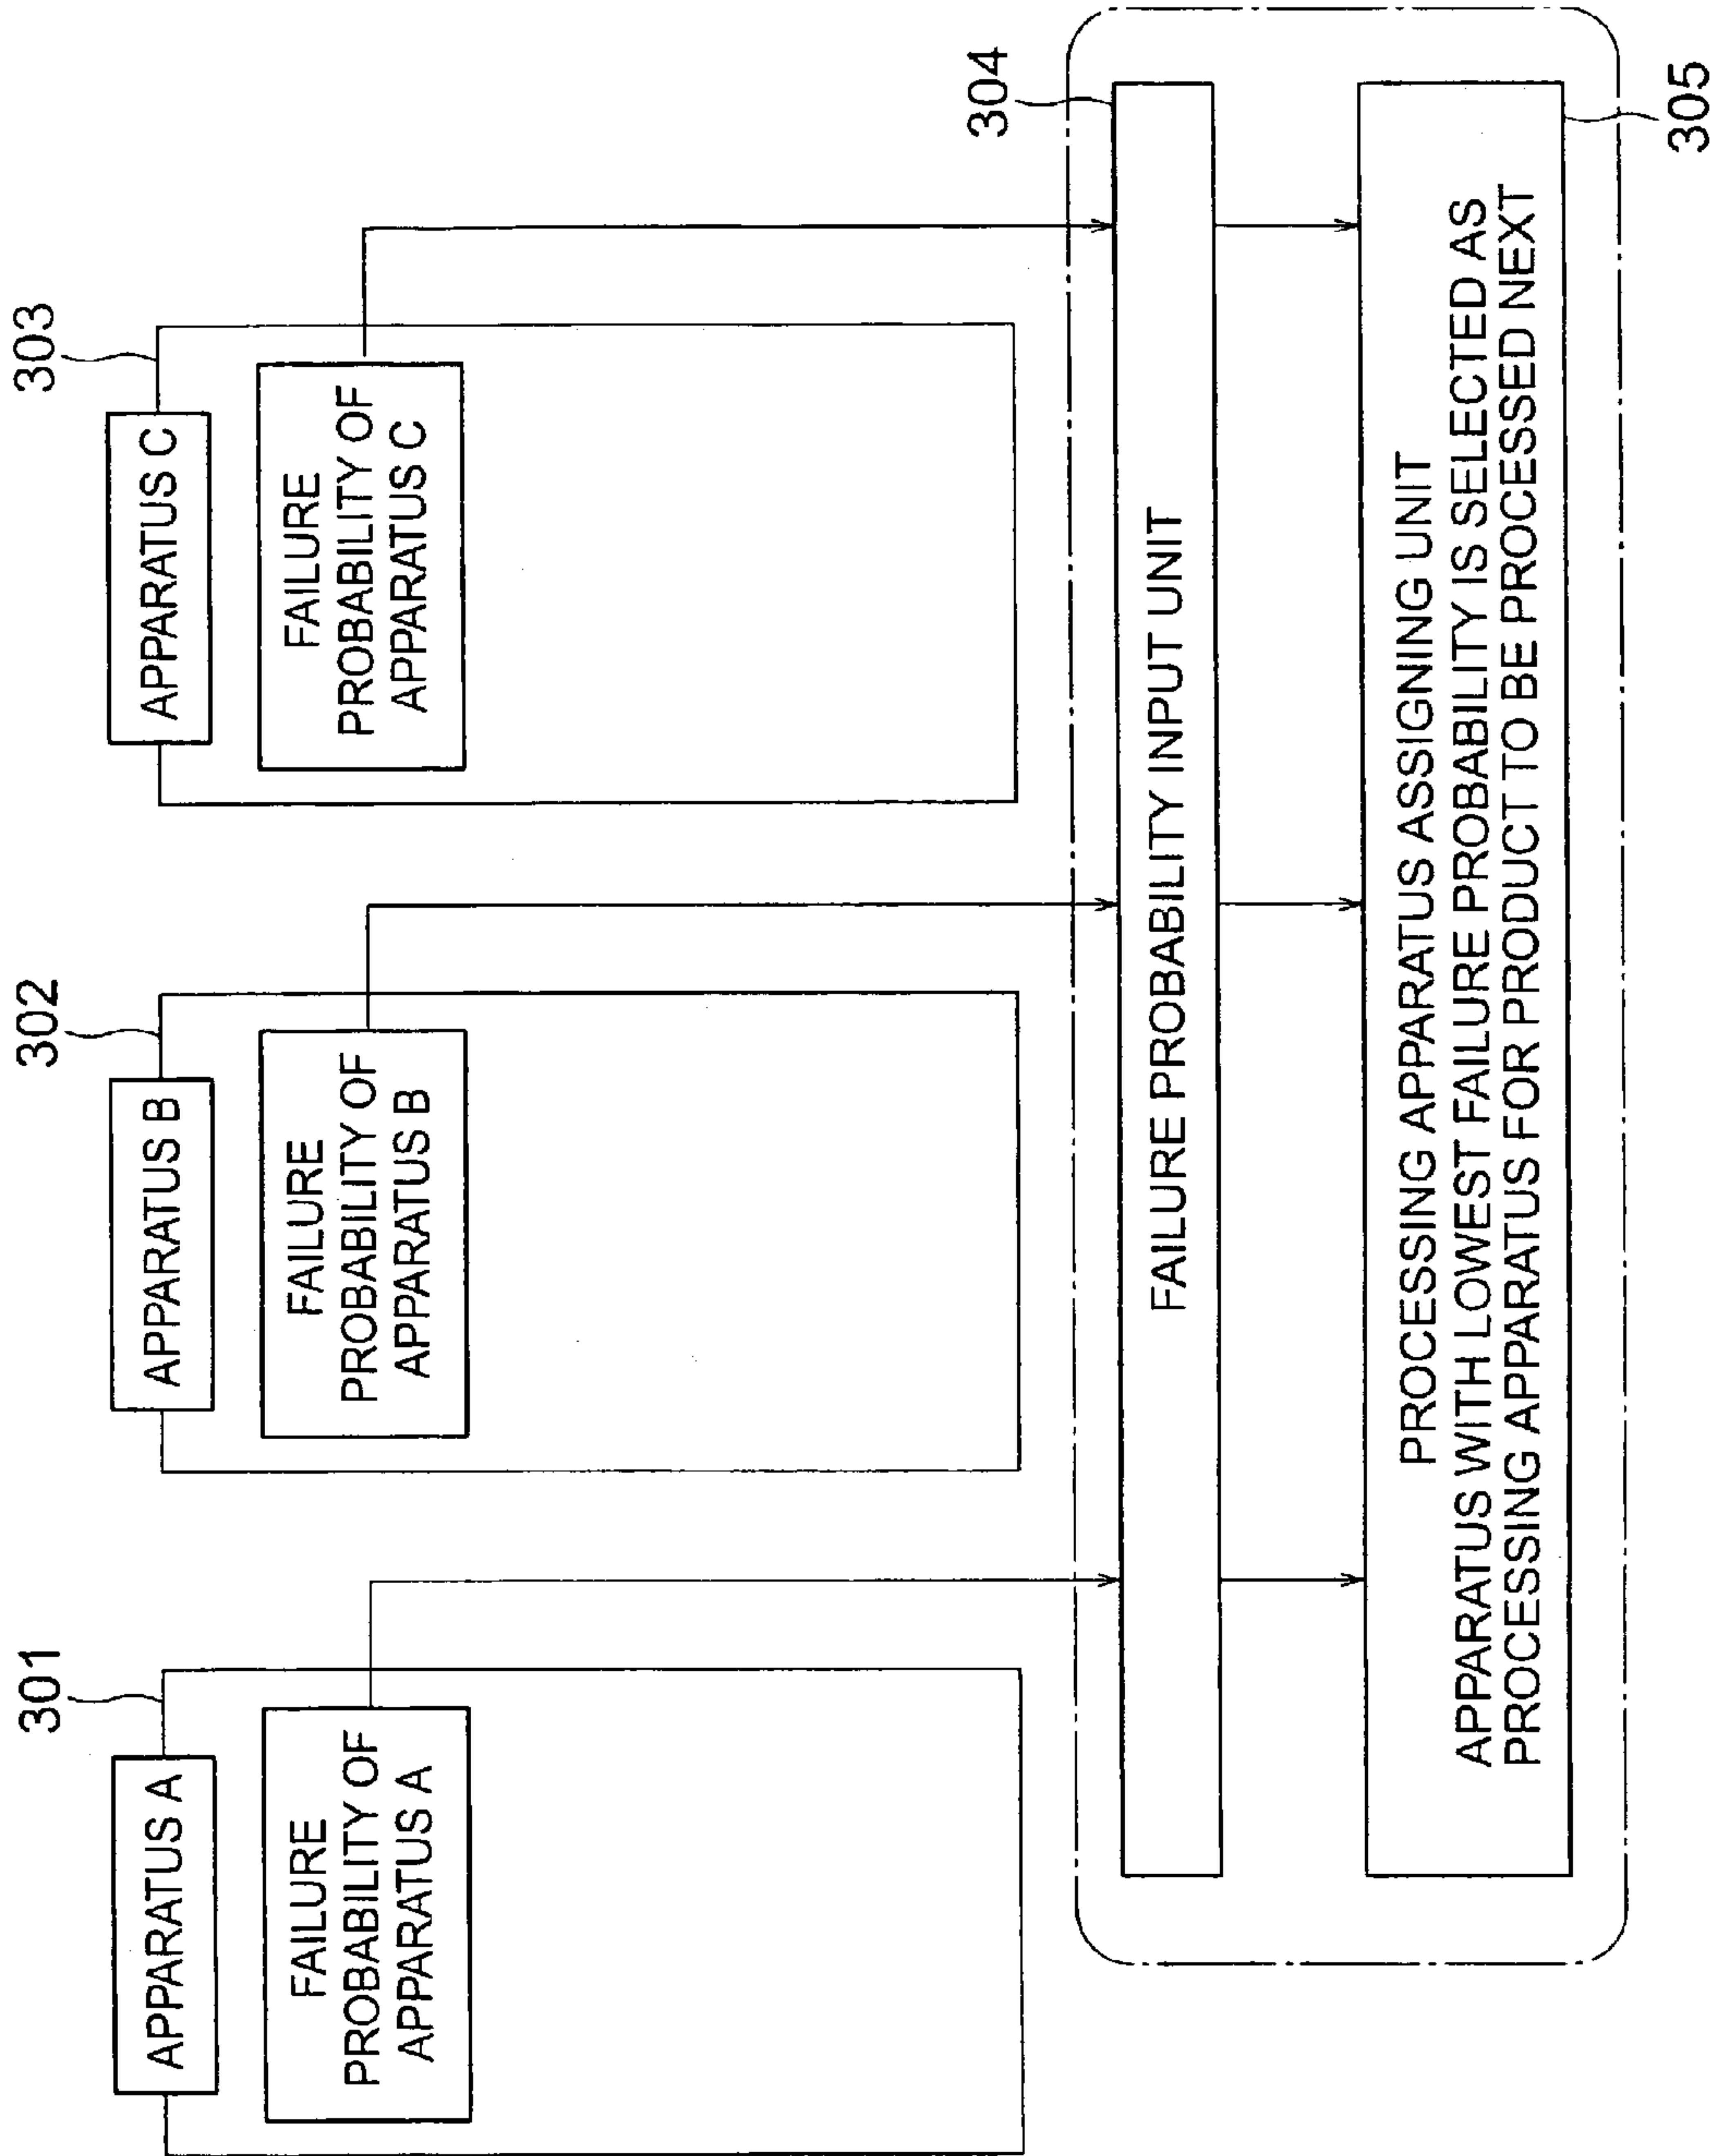 301
APPARATUS A
FAILURE
PROBABILITY OF
APPARATUS A
302
APPARATUS B
FAILURE
PROBABILITY OF
APPARATUS B
303
APPARATUS C
FAILURE
PROBABILITY OF
APPARATUS C
304
FAILURE PROBABILITY INPUT UNIT
PROCESSING APPARATUS ASSIGNING UNIT
APPARATUS WITH LOWEST FAILURE PROBABILITY IS SELECTED AS
PROCESSING APPARATUS FOR PRODUCT TO BE PROCESSED NEXT
305